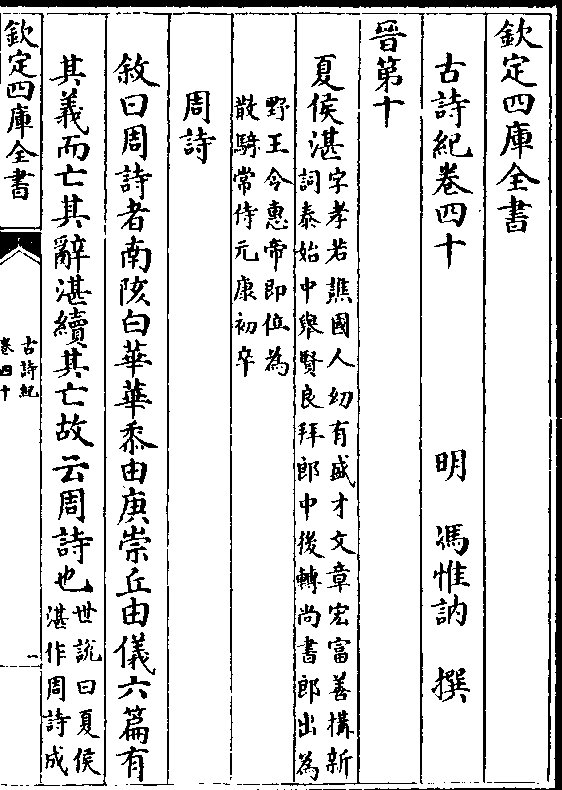 欽定四庫全書
古詩紀卷四十　明　馮惟訥　撰
晉第十
夏侯湛
字孝若譙國人幼有盛才文章宏富善構新
詞泰始中舉賢良拜郎中後轉尚書郎出為
野王令惠帝即位為
散騎常侍元康初卒
周詩
敘曰周詩者南陔白華華黍由庚崇丘由儀六篇有
其義而亡其辭湛續其亡故云周詩也
世說曰夏侯
湛作周詩成
欽定四庫全書
古詩紀
卷四十
一